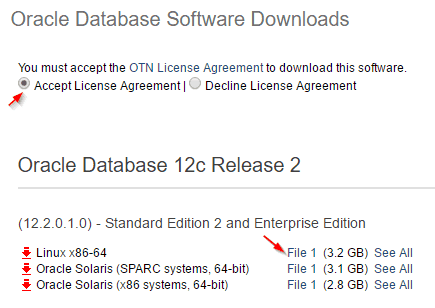 Oracle Database Software Downloads
You must accept the OTN License Agreement to download this software.
Accept License Agreement | Decline License Agreement
Oracle Database 12c Release 2
(12.2.0.1.0) - Standard Edition 2 and Enterprise Edition
Linux x86-64 File 1 (3.2 GB) See All
Oracle Solaris (SPARC systems, 64-bit) File 1 (3.1 GB) See All
Oracle Solaris (x86 systems, 64-bit) File 1 (2.8 GB) See All